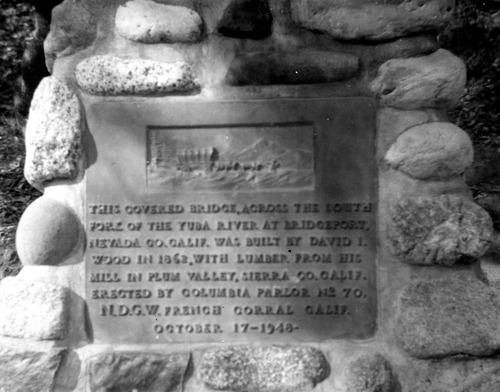 THIS COVERED BRIDGE, ACROSS THE SOUTH
FORK OF THE YUBA RIVER AT BRIDGEPORT,
NEVADA CO. CALIF. WAS BUILT BY DAVID I.
WOOD IN 1862, WITH LUMBER FROM HIS
MILL IN PLUM VALLEY, SIERRA CO. CALIF.
ERECTED BY COLUMBIA PARLOR NO 70.
N.D.G.W. FRENCH CORRAL CALIF.
OCTOBER 17-1948-